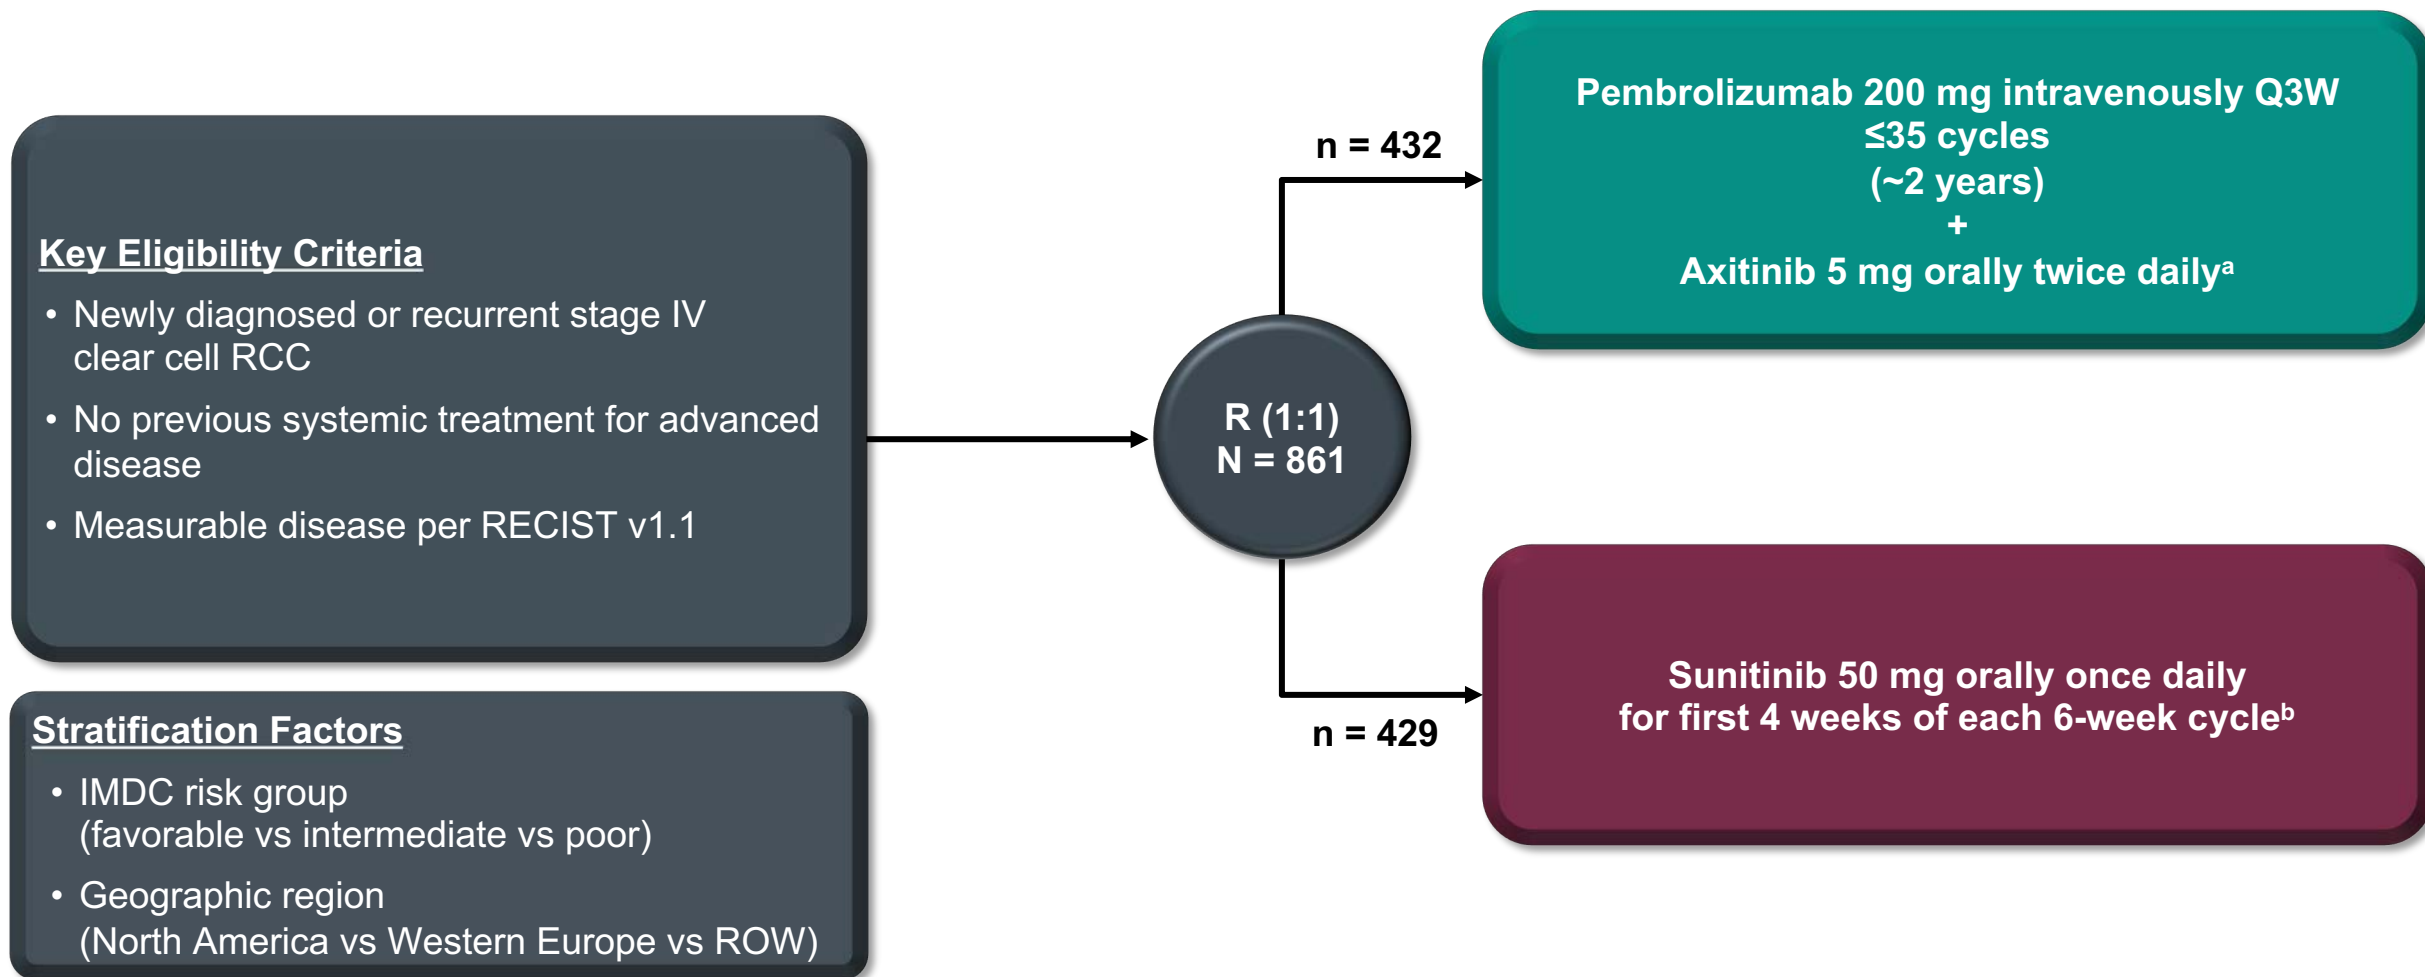 Key Eligibility Criteria
• Newly diagnosed or recurrent stage IV
clear cell RCC
• No previous systemic treatment for advanced
disease
• Measurable disease per RECIST v1.1
Stratification Factors
• IMDC risk group
(favorable vs intermediate vs poor)
• Geographic region
(North America vs Western Europe vs ROW)
R (1:1)
N = 861
n = 432
Pembrolizumab 200 mg intravenously Q3W
≤35 cycles
(~2 years)
+
Axitinib 5 mg orally twice dailyᵃ
n = 429
Sunitinib 50 mg orally once daily
for first 4 weeks of each 6-week cycleᵇ